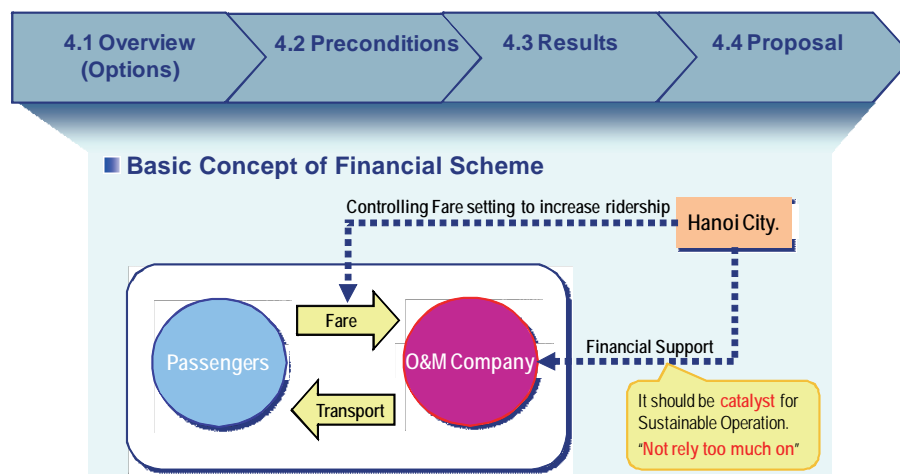 4.1 Overview
(Options)
4.2 Preconditions
4.3 Results
4.4 Proposal
Basic Concept of Financial Scheme
Controlling Fare setting to increase ridership
Hanoi City.
Fare
Passengers
O&M Company
Transport
Financial Support
It should be catalyst for
Sustainable Operation.
“Not rely too much on”